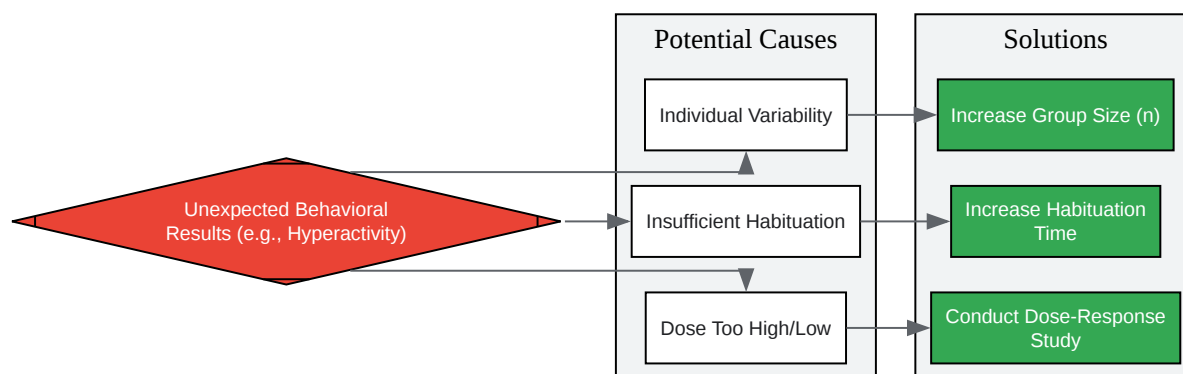 Potential Causes
Solutions
Individual Variability
Increase Group Size (n)
Unexpected Behavioral
Results (e.g., Hyperactivity)
Insufficient Habituation
Increase Habituation
Time
Dose Too High/Low
Conduct Dose-Response
Study